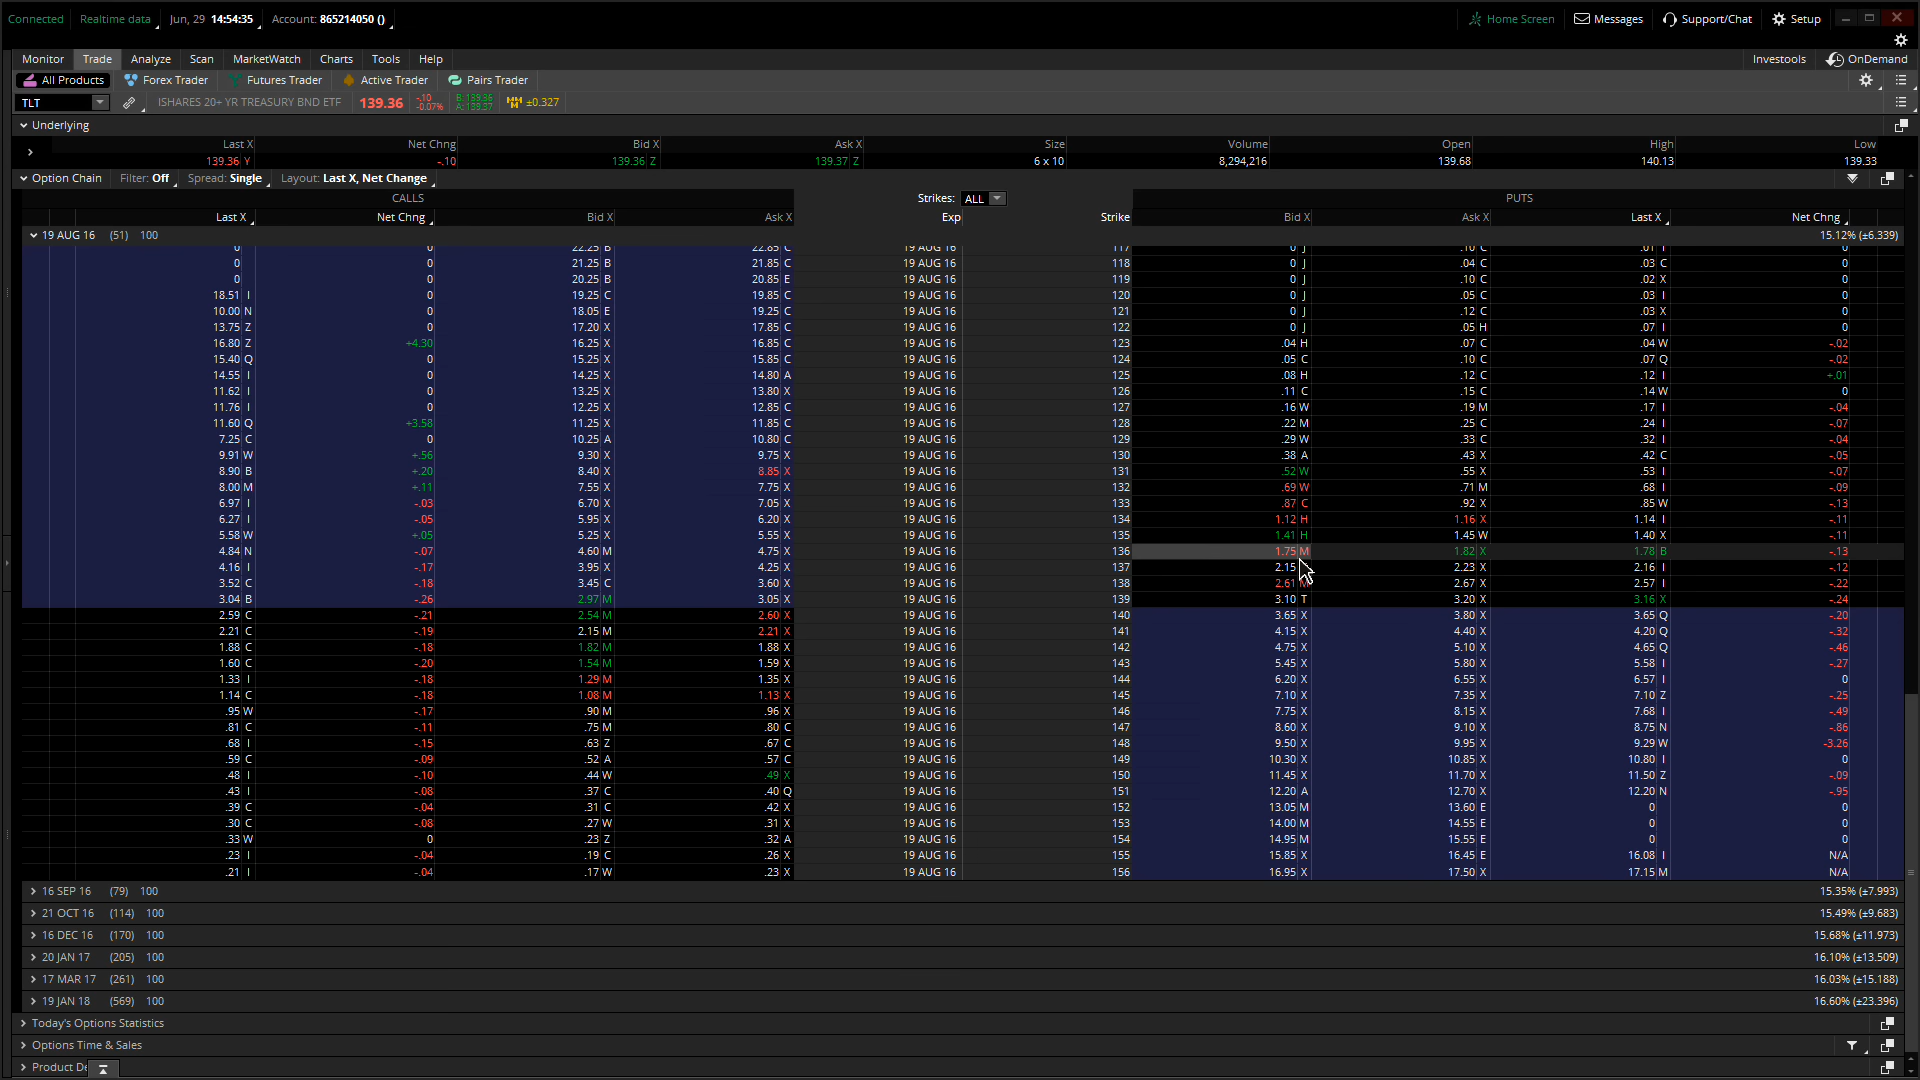 Connected Realtime data Jun, 29 14:54:35 Account: 865214050 () Home Screen Messages Support/Chat Setup
Monitor Trade Analyze Scan MarketWatch Charts Tools Help Investools OnDemand
All Products Forex Trader Futures Trader Active Trader Pairs Trader
TLT ISHARES 20+ YR TREASURY BND ETF 139.36 -.10 -0.07% B: 139.36 A: 139.37 ±0.327
Underlying
Last X Net Chng Bid X Ask X Size Volume Open High Low
139.36 Y -.10 139.36 Z 139.37 Z 6 x 10 8,294,216 139.68 140.13 139.33
Option Chain Filter: Off Spread: Single Layout: Last X, Net Change
CALLS Strikes: ALL PUTS
Last X Net Chng Bid X Ask X Exp Strike Bid X Ask X Last X Net Chng
19 AUG 16 (51) 100 15.12% (±6.339)
0 0 22.25 B 22.85 C 19 AUG 16 117 0 J .10 C .01 I 0
0 0 21.25 B 21.85 C 19 AUG 16 118 0 J .04 C .03 C 0
0 0 20.25 B 20.85 E 19 AUG 16 119 0 J .10 C .02 X 0
18.51 I 0 19.25 C 19.85 C 19 AUG 16 120 0 J .05 C .03 I 0
10.00 N 0 18.05 E 19.25 C 19 AUG 16 121 0 J .12 C .03 X 0
13.75 Z 0 17.20 X 17.85 C 19 AUG 16 122 0 J .05 H .07 I 0
16.80 Z +4.30 16.25 X 16.85 C 19 AUG 16 123 .04 H .07 C .04 W -.02
15.40 Q 0 15.25 X 15.85 C 19 AUG 16 124 .05 C .10 C .07 Q -.02
14.55 I 0 14.25 X 14.80 A 19 AUG 16 125 .08 H .12 C .12 I +.01
11.62 I 0 13.25 X 13.80 X 19 AUG 16 126 .11 C .15 C .14 W 0
11.76 I 0 12.25 X 12.85 C 19 AUG 16 127 .16 W .19 M .17 I -.04
11.60 Q +3.58 11.25 X 11.85 C 19 AUG 16 128 .22 M .25 C .24 I -.07
7.25 C 0 10.25 A 10.80 C 19 AUG 16 129 .29 W .33 C .32 I -.04
9.91 W +.56 9.30 X 9.75 X 19 AUG 16 130 .38 A .43 X .42 C -.05
8.90 B +.20 8.40 X 8.85 X 19 AUG 16 131 .52 W .55 X .53 I -.07
8.00 M +.11 7.55 X 7.75 X 19 AUG 16 132 .69 W .71 M .68 I -.09
6.97 I -.03 6.70 X 7.05 X 19 AUG 16 133 .87 C .92 X .85 W -.13
6.27 I -.05 5.95 X 6.20 X 19 AUG 16 134 1.12 H 1.16 X 1.14 I -.11
5.58 W +.05 5.25 X 5.55 X 19 AUG 16 135 1.41 H 1.45 W 1.40 X -.11
4.84 N -.07 4.60 M 4.75 X 19 AUG 16 136 1.75 M 1.82 X 1.78 B -.13
4.16 I -.17 3.95 X 4.25 X 19 AUG 16 137 2.15 2.23 X 2.16 I -.12
3.52 C -.18 3.45 C 3.60 X 19 AUG 16 138 2.61 M 2.67 X 2.57 I -.22
3.04 B -.26 2.97 M 3.05 X 19 AUG 16 139 3.10 T 3.20 X 3.16 X -.24
2.59 C -.21 2.54 M 2.60 X 19 AUG 16 140 3.65 X 3.80 X 3.65 Q -.20
2.21 C -.19 2.15 M 2.21 X 19 AUG 16 141 4.15 X 4.40 X 4.20 Q -.32
1.88 C -.18 1.82 M 1.88 X 19 AUG 16 142 4.75 X 5.10 X 4.65 Q -.46
1.60 C -.20 1.54 M 1.59 X 19 AUG 16 143 5.45 X 5.80 X 5.58 I -.27
1.33 I -.18 1.29 M 1.35 X 19 AUG 16 144 6.20 X 6.55 X 6.57 I 0
1.14 C -.18 1.08 M 1.13 X 19 AUG 16 145 7.10 X 7.35 X 7.10 Z -.25
.95 W -.17 .90 M .96 X 19 AUG 16 146 7.75 X 8.15 X 7.68 I -.49
.81 C -.11 .75 M .80 C 19 AUG 16 147 8.60 X 9.10 X 8.75 N -.86
.68 I -.15 .63 Z .67 C 19 AUG 16 148 9.50 X 9.95 X 9.29 W -3.26
.59 C -.09 .52 A .57 C 19 AUG 16 149 10.30 X 10.85 X 10.80 I 0
.48 I -.10 .44 W .49 X 19 AUG 16 150 11.45 X 11.70 X 11.50 Z -.09
.43 I -.08 .37 C .40 Q 19 AUG 16 151 12.20 A 12.70 X 12.20 N -.95
.39 C -.04 .31 C .42 X 19 AUG 16 152 13.05 M 13.60 E 0 0
.30 C -.08 .27 W .31 X 19 AUG 16 153 14.00 M 14.55 E 0 0
.33 W 0 .23 Z .32 A 19 AUG 16 154 14.95 M 15.55 E 0 0
.23 I -.04 .19 C .26 X 19 AUG 16 155 15.85 X 16.45 E 16.08 I N/A
.21 I -.04 .17 W .23 X 19 AUG 16 156 16.95 X 17.50 X 17.15 M N/A
16 SEP 16 (79) 100 15.35% (±7.993)
21 OCT 16 (114) 100 15.49% (±9.683)
16 DEC 16 (170) 100 15.68% (±11.973)
20 JAN 17 (205) 100 16.10% (±13.509)
17 MAR 17 (261) 100 16.03% (±15.188)
19 JAN 18 (569) 100 16.60% (±23.396)
Today's Options Statistics
Options Time & Sales
Product De